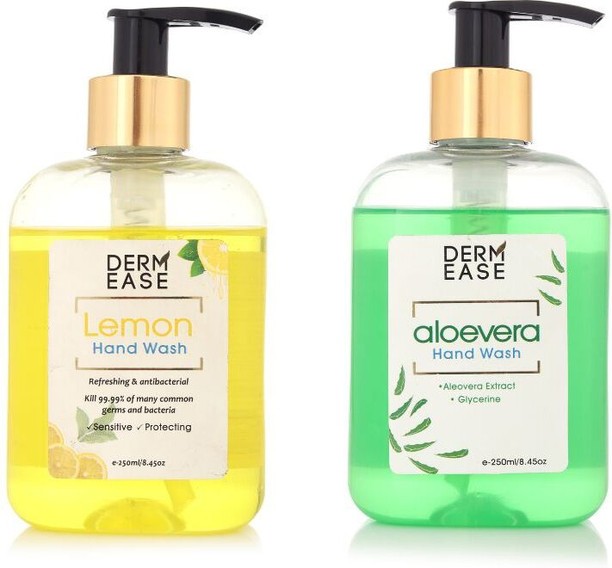 DERM
EASE
Lemon
Hand Wash
Refreshing & antibacterial
Kill 99.99% of many common
germs and bacteria
✓Sensitive ✓Protecting
e-250ml/8.45oz
DERM
EASE
aloevera
Hand Wash
•Aleovera Extract
• Glycerine
e-250ml/8.45oz